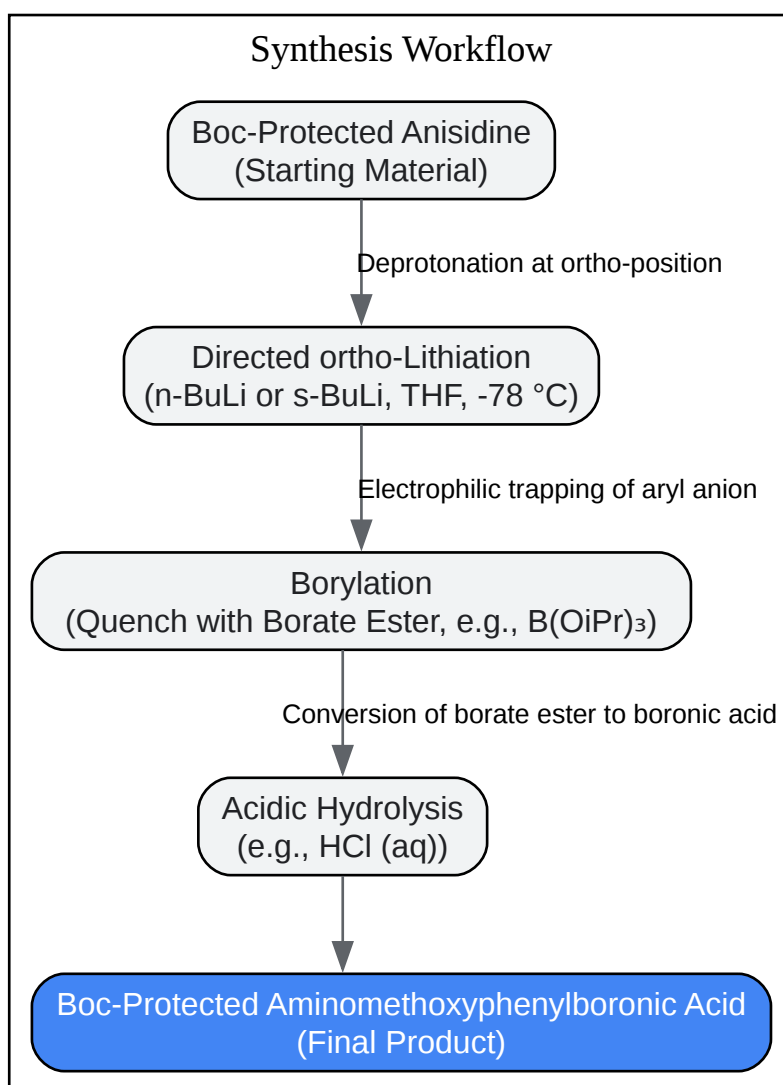 Synthesis Workflow
Boc-Protected Anisidine
(Starting Material)
Deprotonation at ortho-position
Directed ortho-Lithiation
(n-BuLi or s-BuLi, THF, -78 °C)
Electrophilic trapping of aryl anion
Borylation
(Quench with Borate Ester, e.g., B(OiPr)₃)
Conversion of borate ester to boronic acid
Acidic Hydrolysis
(e.g., HCl (aq))
Boc-Protected Aminomethoxyphenylboronic Acid
(Final Product)